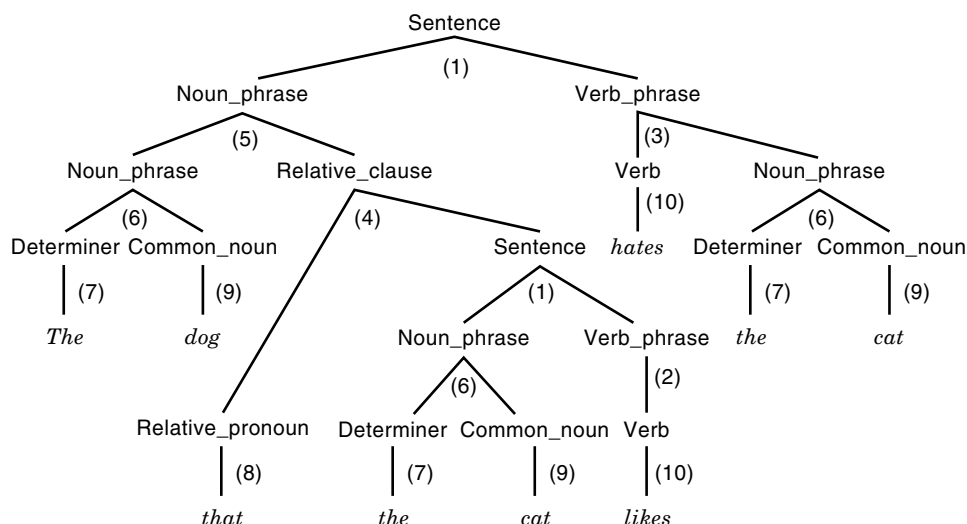 Sentence
(1)
Noun_phrase Verb_phrase
(5) (3)
Noun_phrase Relative_clause Verb Noun_phrase
(6) (4) (10) (6)
Determiner Common_noun Sentence hates Determiner Common_noun
(7) (9) (1) (7) (9)
The dog Noun_phrase Verb_phrase the cat
(6) (2)
Relative_pronoun Determiner Common_noun Verb
(8) (7) (9) (10)
that the cat likes